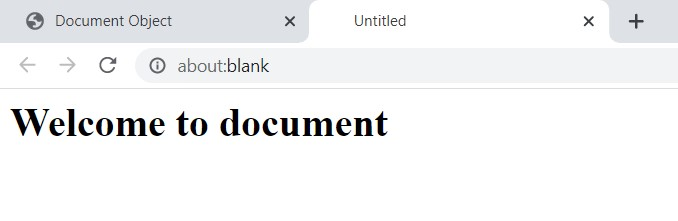 Document Object
Untitled
about:blank
Welcome to document